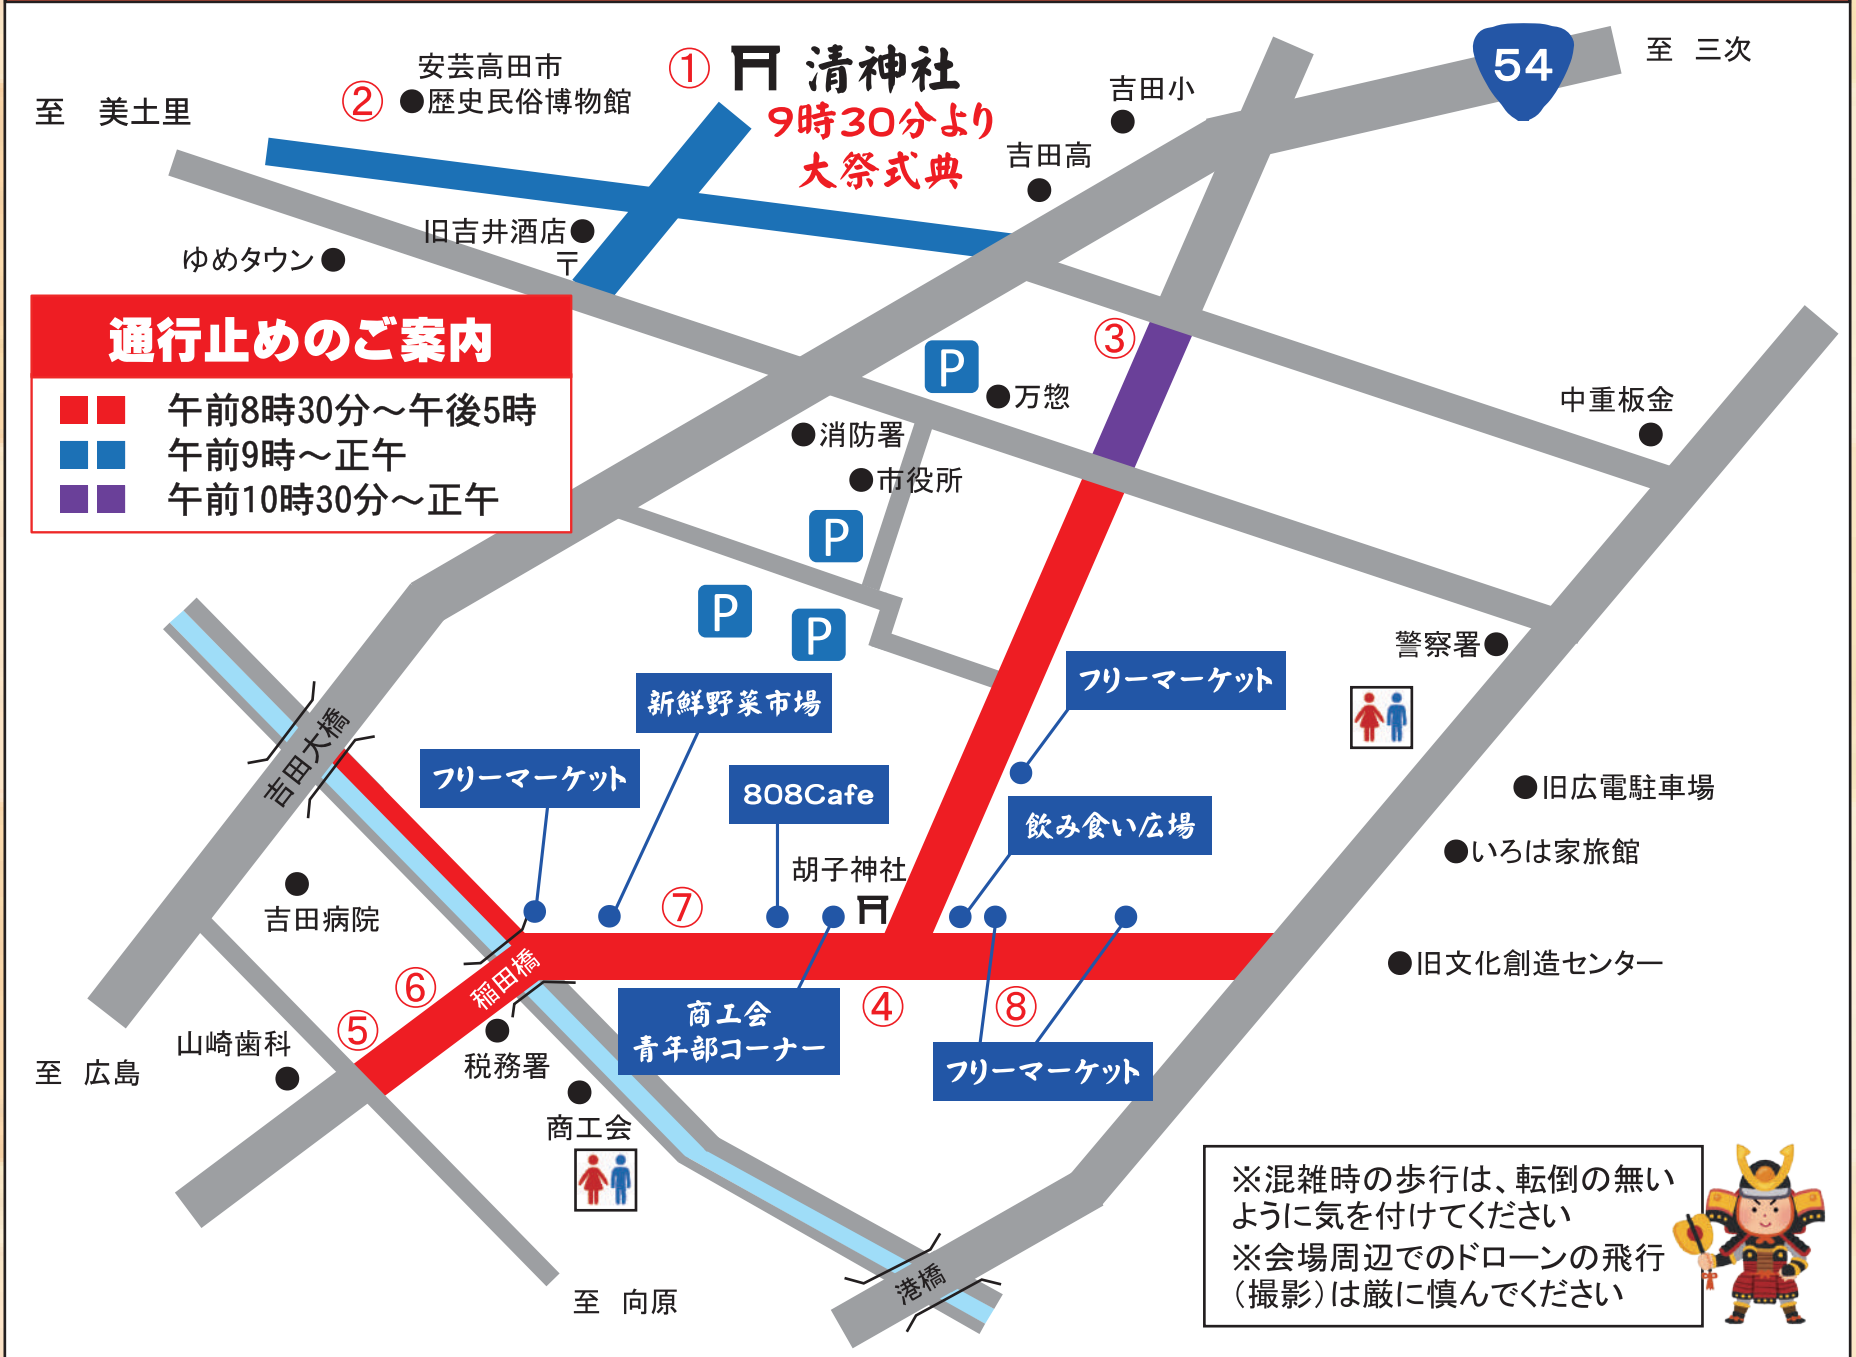 54
至 三次
安芸高田市
② ●歴史民俗博物館
① 清神社
9時30分より
大祭式典
至 美土里
吉田小
吉田高
旧吉井酒店
〒
ゆめタウン
通行止めのご案内
午前8時30分～午後5時
午前9時～正午
午前10時30分～正午
③
P
万惣
消防署
市役所
中重板金
P
P
P
警察署
フリーマーケット
新鮮野菜市場
フリーマーケット
808Cafe
飲み食い広場
吉田大橋
旧広電駐車場
いろは家旅館
胡子神社
吉田病院
⑦
旧文化創造センター
稲田橋
⑥
⑤
④
⑧
商工会
青年部コーナー
山崎歯科
税務署
至 広島
フリーマーケット
商工会
至 向原
港橋
※混雑時の歩行は、転倒の無い
ように気を付けてください
※会場周辺でのドローンの飛行
（撮影）は厳に慎んでください